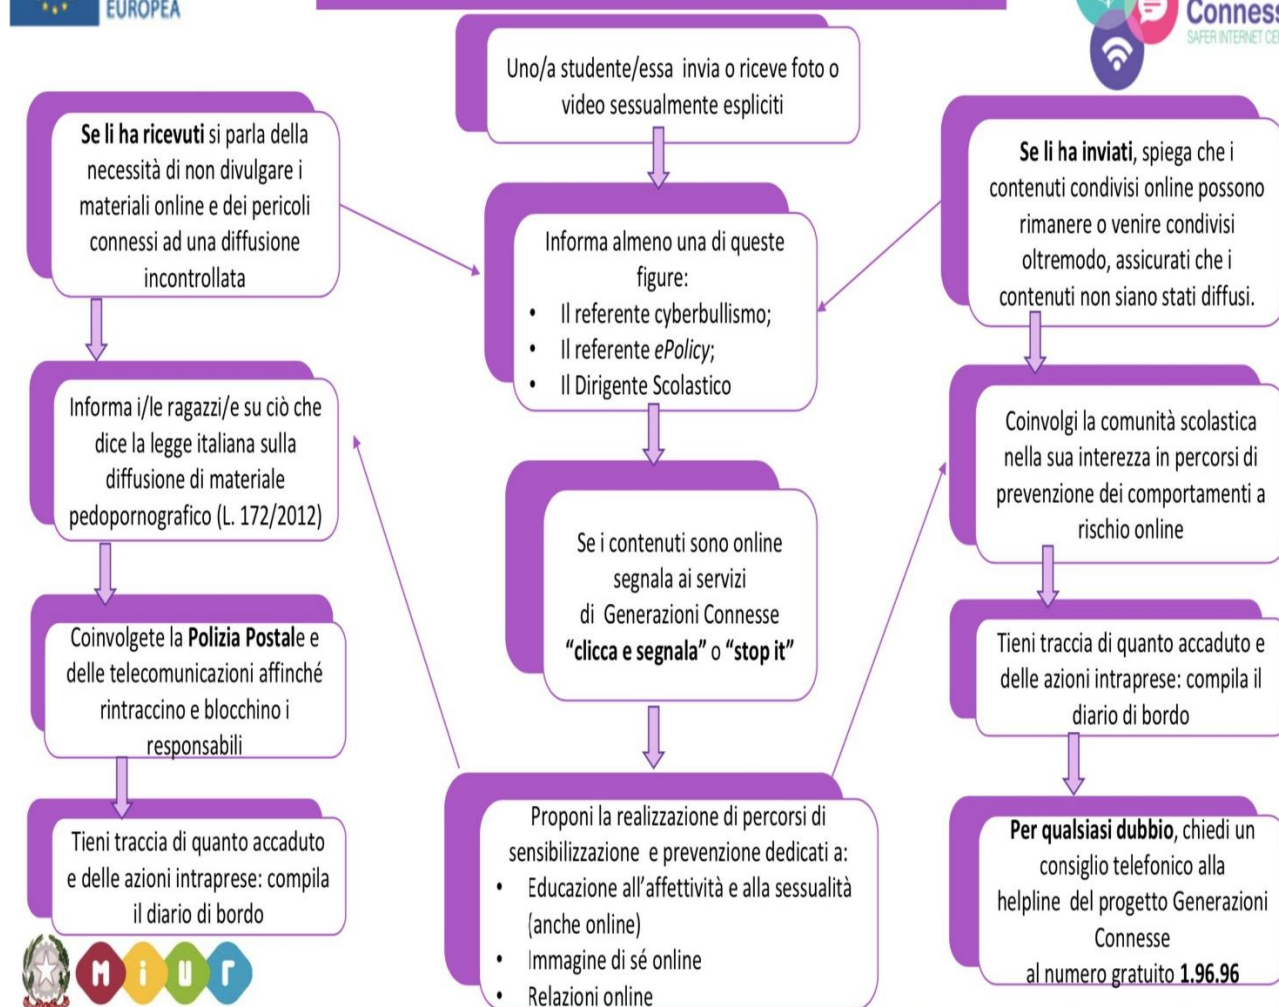 EUROPEA
Conness
SAFER INTERNET CE
Uno/a studente/essa invia o riceve foto o
video sessualmente espliciti
Se li ha ricevuti si parla della
necessità di non divulgare i
materiali online e dei pericoli
connessi ad una diffusione
incontrollata
Informa almeno una di queste
figure:
• Il referente cyberbullismo;
• Il referente ePolicy;
• Il Dirigente Scolastico
Se li ha inviati, spiega che i
contenuti condivisi online possono
rimanere o venire condivisi
oltremodo, assicurati che i
contenuti non siano stati diffusi.
Informa i/le ragazzi/e su ciò che
dice la legge italiana sulla
diffusione di materiale
pedopornografico (L. 172/2012)
Se i contenuti sono online
segnala ai servizi
di Generazioni Connesse
“clicca e segnala” o “stop it”
Coinvolgi la comunità scolastica
nella sua interezza in percorsi di
prevenzione dei comportamenti a
rischio online
Coinvolgete la Polizia Postale e
delle telecomunicazioni affinché
rintraccino e blocchino i
responsabili
Tieni traccia di quanto accaduto e
delle azioni intraprese: compila il
diario di bordo
Tieni traccia di quanto accaduto
e delle azioni intraprese: compila
il diario di bordo
Proponi la realizzazione di percorsi di
sensibilizzazione e prevenzione dedicati a:
• Educazione all’affettività e alla sessualità
(anche online)
• Immagine di sé online
• Relazioni online
Per qualsiasi dubbio, chiedi un
consiglio telefonico alla
helpline del progetto Generazioni
Connesse
al numero gratuito 1.96.96
MIUR